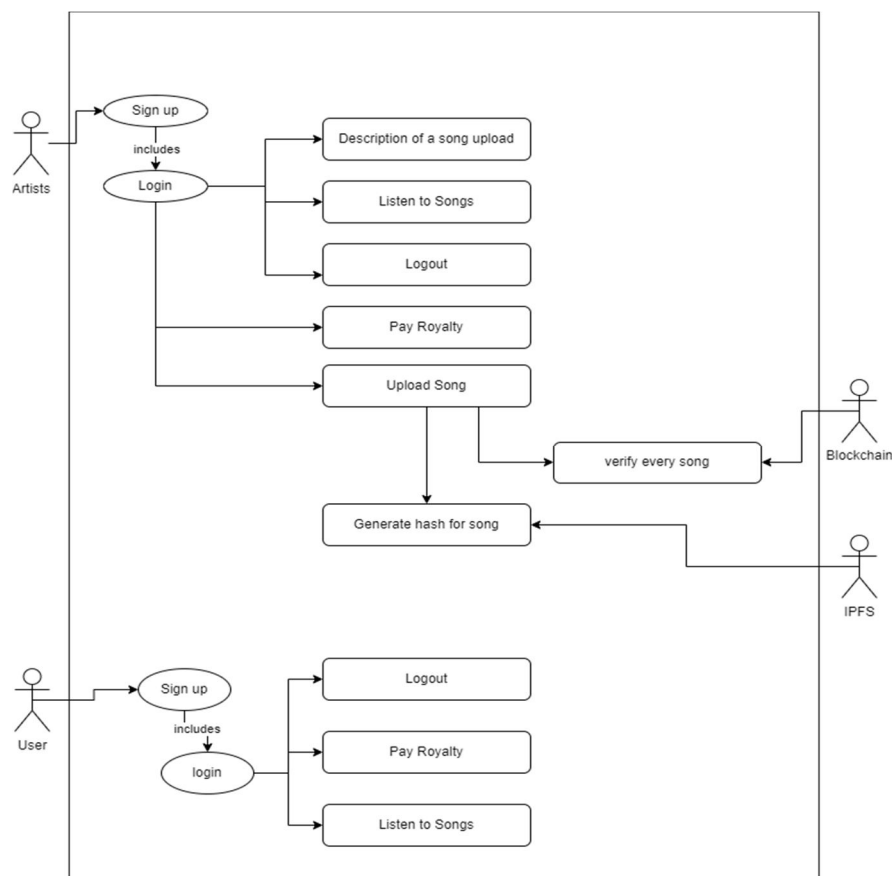 Sign up
includes
Login
Artists
Description of a song upload
Listen to Songs
Logout
Pay Royalty
Upload Song
verify every song
Blockchain
Generate hash for song
IPFS
User
Sign up
includes
login
Logout
Pay Royalty
Listen to Songs